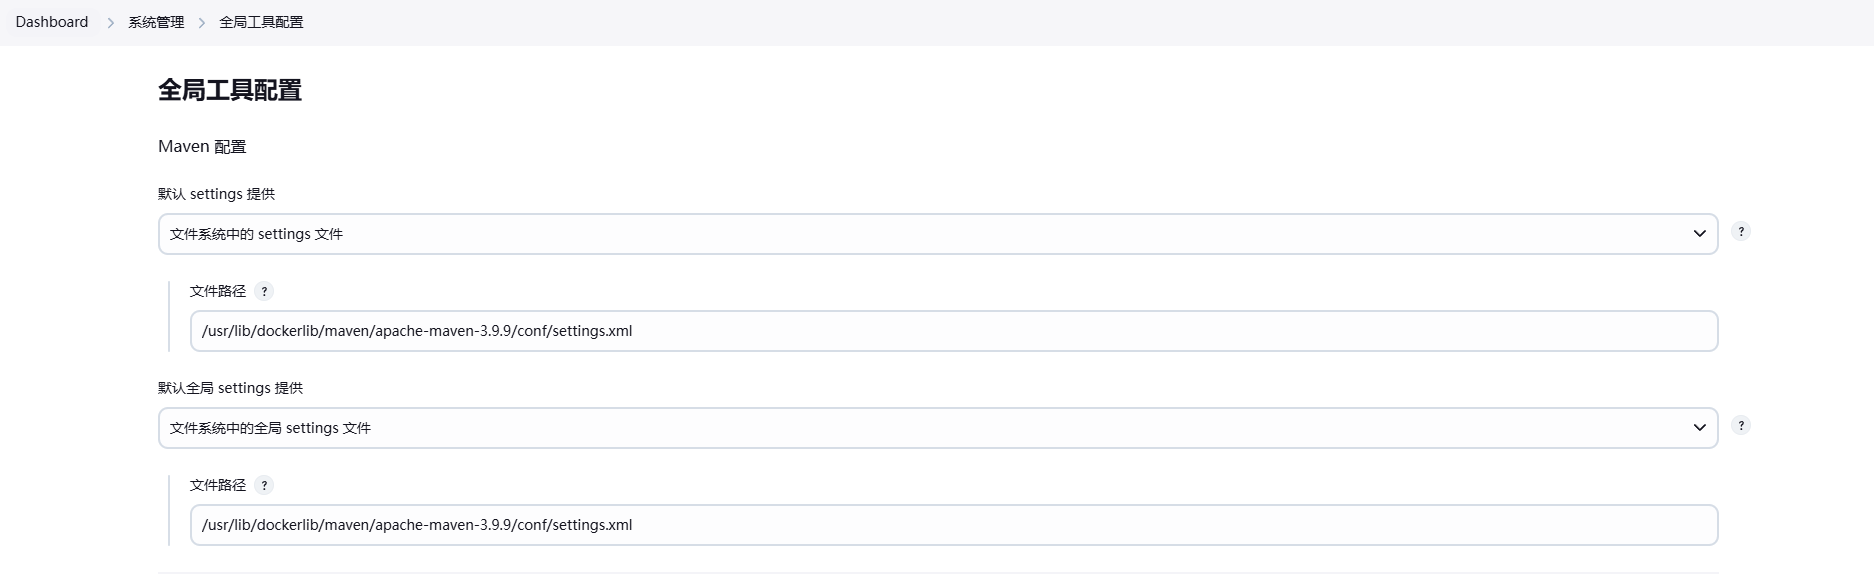 Dashboard > 系统管理 > 全局工具配置
全局工具配置
Maven 配置
默认 settings 提供
文件系统中的 settings 文件
?
文件路径 ?
/usr/lib/dockerlib/maven/apache-maven-3.9.9/conf/settings.xml
默认全局 settings 提供
文件系统中的全局 settings 文件
?
文件路径 ?
/usr/lib/dockerlib/maven/apache-maven-3.9.9/conf/settings.xml